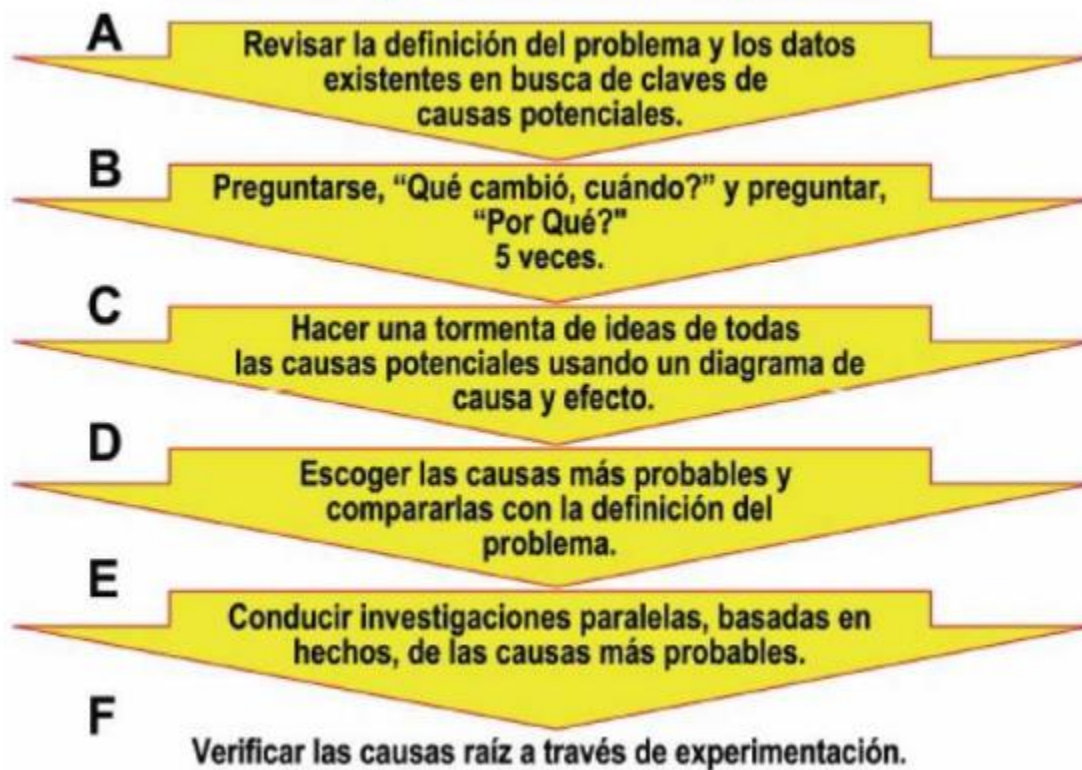 A
Revisar la definición del problema y los datos
existentes en busca de claves de
causas potenciales.
B
Preguntarse, “Qué cambió, cuándo?” y preguntar,
“Por Qué?"
5 veces.
C
Hacer una tormenta de ideas de todas
las causas potenciales usando un diagrama de
causa y efecto.
D
Escoger las causas más probables y
compararlas con la definición del
problema.
E
Conducir investigaciones paralelas, basadas en
hechos, de las causas más probables.
F
Verificar las causas raíz a través de experimentación.